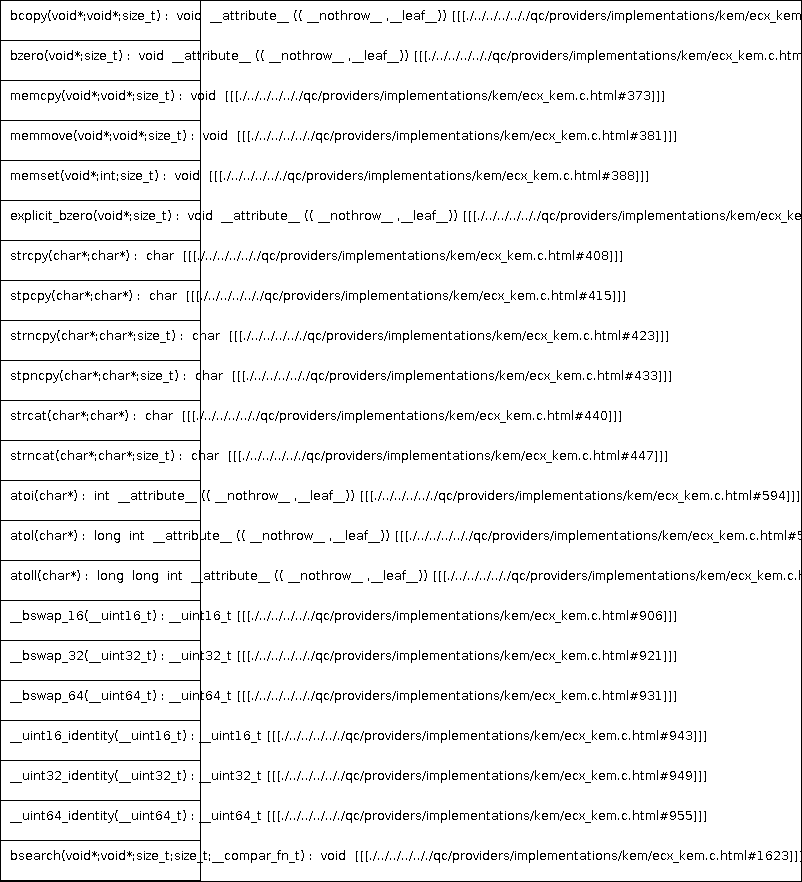 bcopy(void*;void*;size_t) : void __attribute__ (( __nothrow__ ,__leaf__)) [[[./../../../../qc/providers/implementations/kem/ecx_kem
bzero(void*;size_t) : void __attribute__ (( __nothrow__ ,__leaf__)) [[[./../../../../qc/providers/implementations/kem/ecx_kem.c.htm
memcpy(void*;void*;size_t) : void [[[./../../../../qc/providers/implementations/kem/ecx_kem.c.html#373]]]
memmove(void*;void*;size_t) : void [[[./../../../../qc/providers/implementations/kem/ecx_kem.c.html#381]]]
memset(void*;int;size_t) : void [[[./../../../../qc/providers/implementations/kem/ecx_kem.c.html#388]]]
explicit_bzero(void*;size_t) : void __attribute__ (( __nothrow__ ,__leaf__)) [[[./../../../../qc/providers/implementations/kem/ecx_ke
strcpy(char*;char*) : char [[[./../../../../qc/providers/implementations/kem/ecx_kem.c.html#408]]]
stpcpy(char*;char*) : char [[[./../../../../qc/providers/implementations/kem/ecx_kem.c.html#415]]]
strncpy(char*;char*;size_t) : char [[[./../../../../qc/providers/implementations/kem/ecx_kem.c.html#423]]]
stpncpy(char*;char*;size_t) : char [[[./../../../../qc/providers/implementations/kem/ecx_kem.c.html#433]]]
strcat(char*;char*) : char [[[./../../../../qc/providers/implementations/kem/ecx_kem.c.html#440]]]
strncat(char*;char*;size_t) : char [[[./../../../../qc/providers/implementations/kem/ecx_kem.c.html#447]]]
atoi(char*) : int __attribute__ (( __nothrow__ ,__leaf__)) [[[./../../../../qc/providers/implementations/kem/ecx_kem.c.html#594]]]
atol(char*) : long int __attribute__ (( __nothrow__ ,__leaf__)) [[[./../../../../qc/providers/implementations/kem/ecx_kem.c.html#5
atoll(char*) : long long int __attribute__ (( __nothrow__ ,__leaf__)) [[[./../../../../qc/providers/implementations/kem/ecx_kem.c.h
__bswap_16(__uint16_t) : __uint16_t [[[./../../../../qc/providers/implementations/kem/ecx_kem.c.html#906]]]
__bswap_32(__uint32_t) : __uint32_t [[[./../../../../qc/providers/implementations/kem/ecx_kem.c.html#921]]]
__bswap_64(__uint64_t) : __uint64_t [[[./../../../../qc/providers/implementations/kem/ecx_kem.c.html#931]]]
__uint16_identity(__uint16_t) : __uint16_t [[[./../../../../qc/providers/implementations/kem/ecx_kem.c.html#943]]]
__uint32_identity(__uint32_t) : __uint32_t [[[./../../../../qc/providers/implementations/kem/ecx_kem.c.html#949]]]
__uint64_identity(__uint64_t) : __uint64_t [[[./../../../../qc/providers/implementations/kem/ecx_kem.c.html#955]]]
bsearch(void*;void*;size_t;size_t;__compar_fn_t) : void [[[./../../../../qc/providers/implementations/kem/ecx_kem.c.html#1623]]]